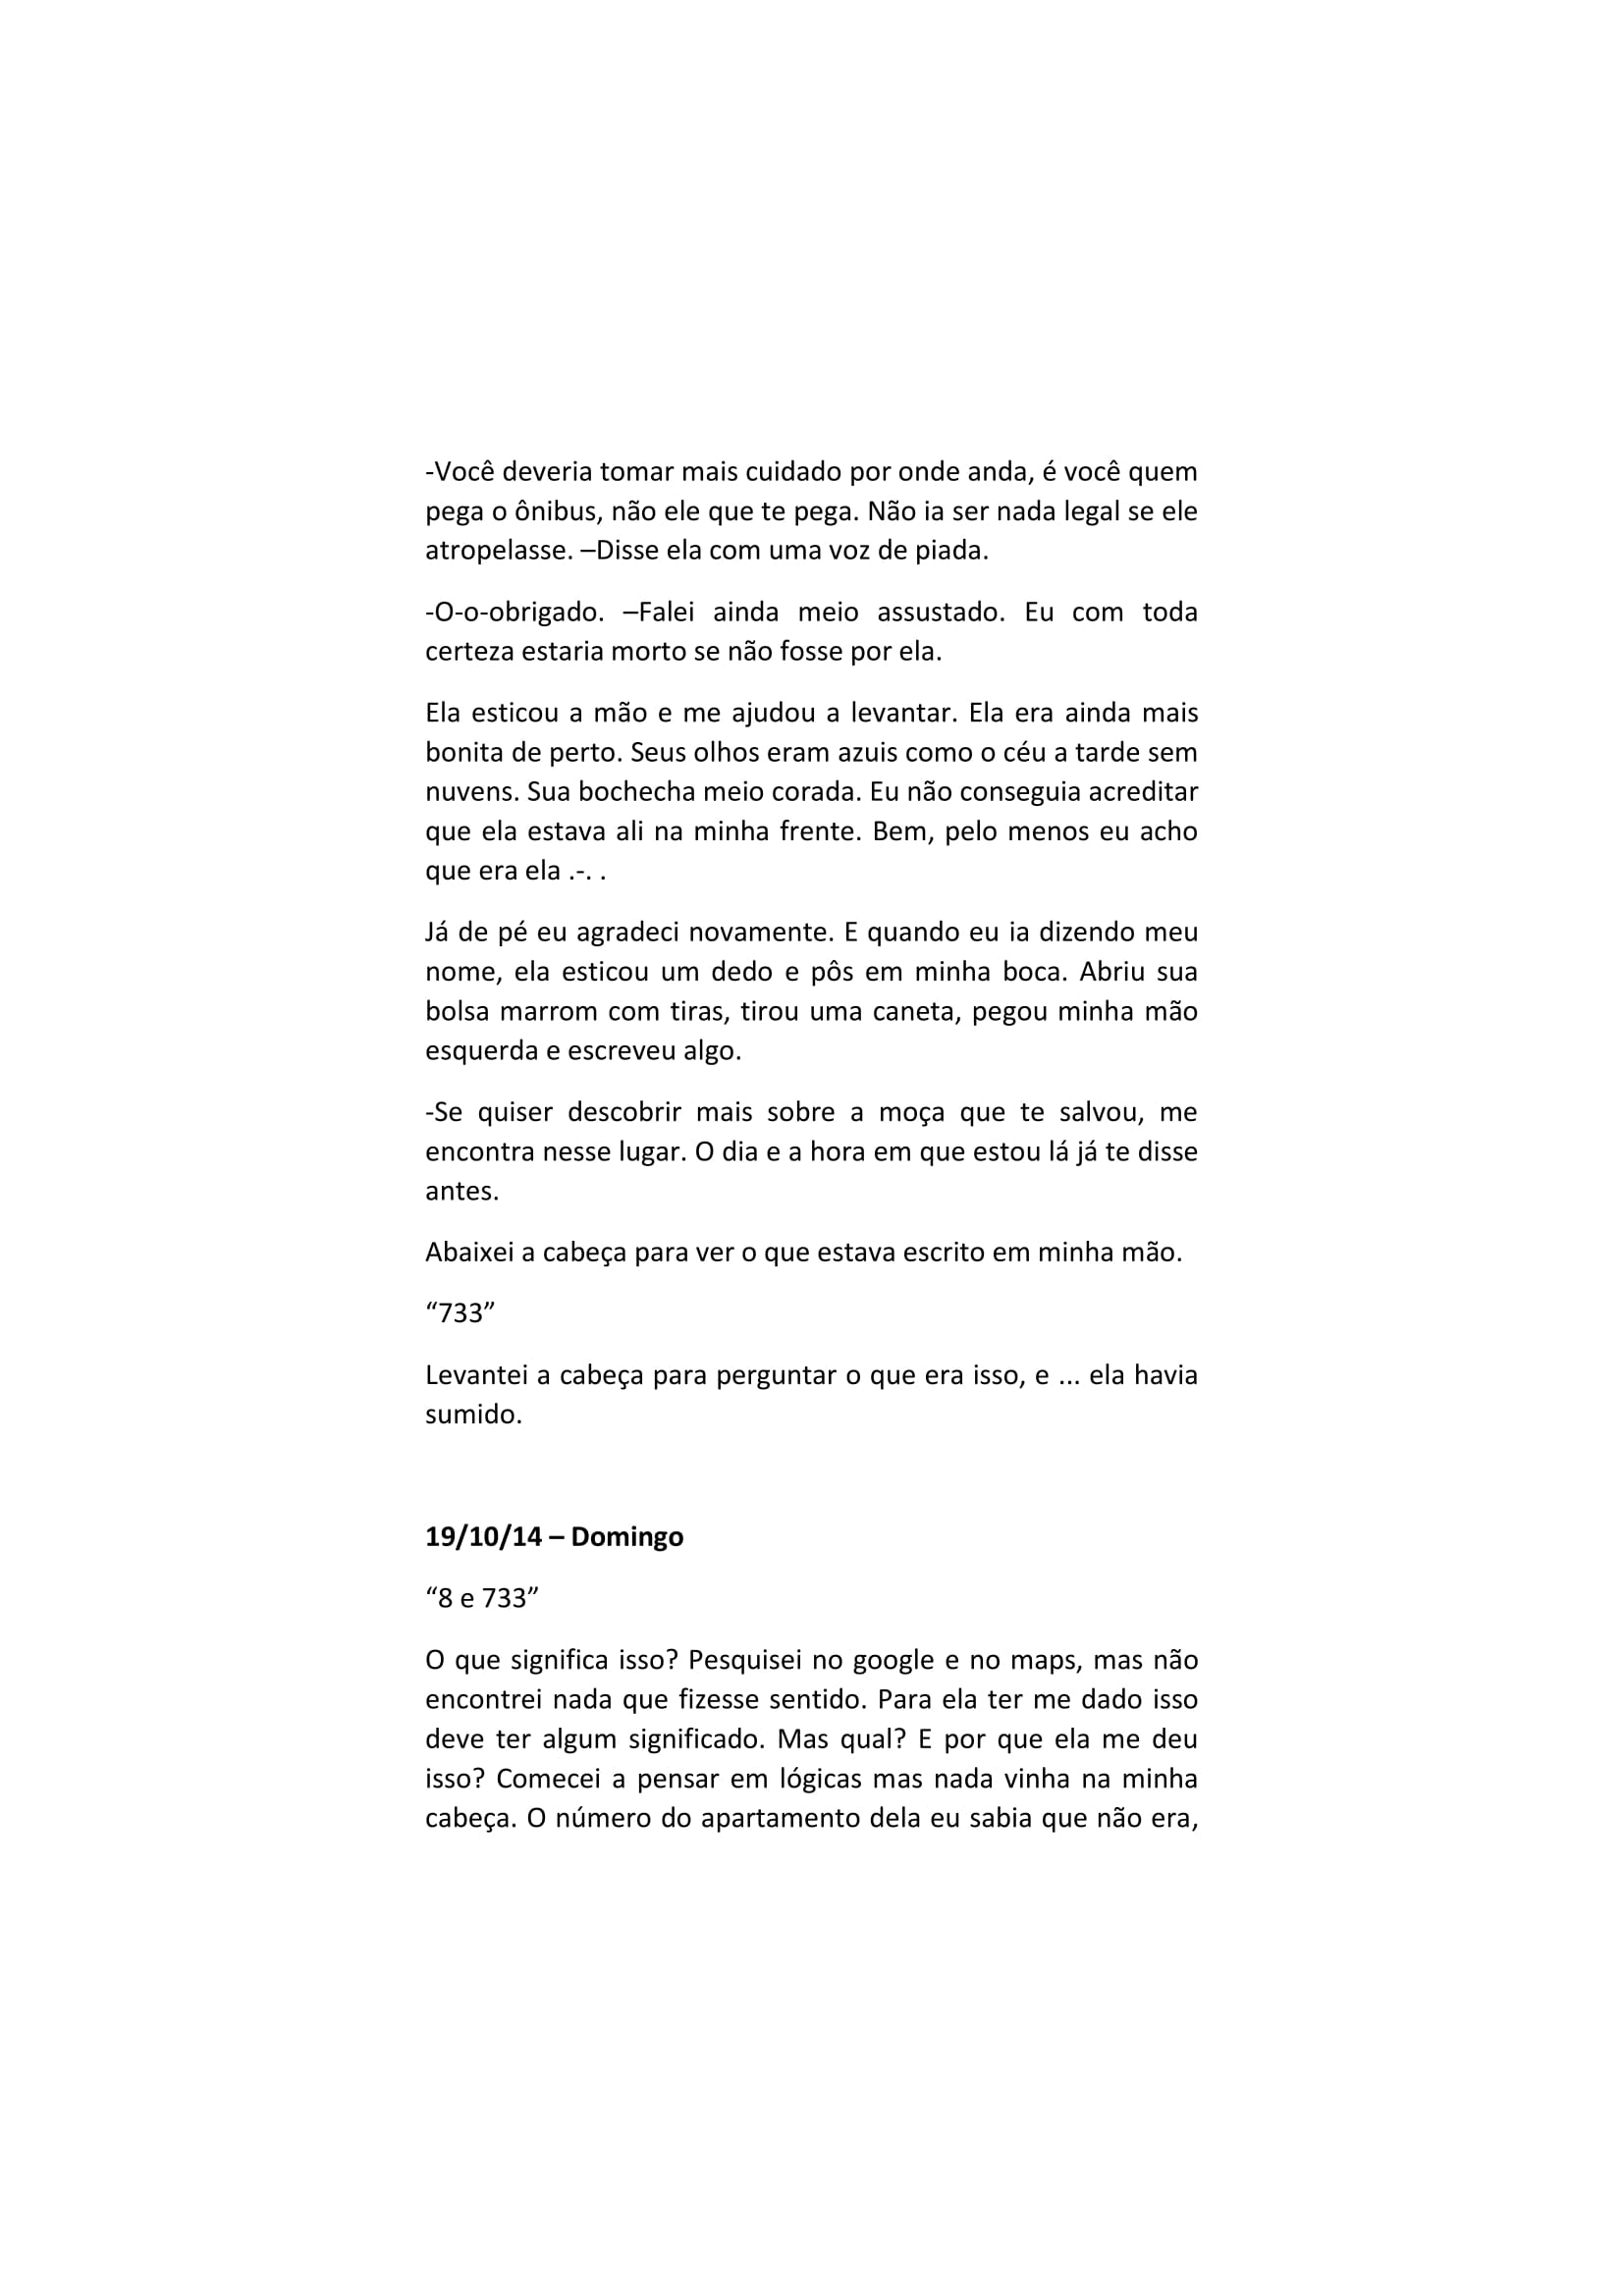 -Você deveria tomar mais cuidado por onde anda, é você quem
pega o ônibus, não ele que te pega. Não ia ser nada legal se ele
atropelasse. –Disse ela com uma voz de piada.
-O-o-obrigado. –Falei ainda meio assustado. Eu com toda
certeza estaria morto se não fosse por ela.
Ela esticou a mão e me ajudou a levantar. Ela era ainda mais
bonita de perto. Seus olhos eram azuis como o céu a tarde sem
nuvens. Sua bochecha meio corada. Eu não conseguia acreditar
que ela estava ali na minha frente. Bem, pelo menos eu acho
que era ela .-. .
Já de pé eu agradeci novamente. E quando eu ia dizendo meu
nome, ela esticou um dedo e pôs em minha boca. Abriu sua
bolsa marrom com tiras, tirou uma caneta, pegou minha mão
esquerda e escreveu algo.
-Se quiser descobrir mais sobre a moça que te salvou, me
encontra nesse lugar. O dia e a hora em que estou lá já te disse
antes.
Abaixei a cabeça para ver o que estava escrito em minha mão.
“733”
Levantei a cabeça para perguntar o que era isso, e ... ela havia
sumido.
19/10/14 – Domingo
“8 e 733”
O que significa isso? Pesquisei no google e no maps, mas não
encontrei nada que fizesse sentido. Para ela ter me dado isso
deve ter algum significado. Mas qual? E por que ela me deu
isso? Comecei a pensar em lógicas mas nada vinha na minha
cabeça. O número do apartamento dela eu sabia que não era,